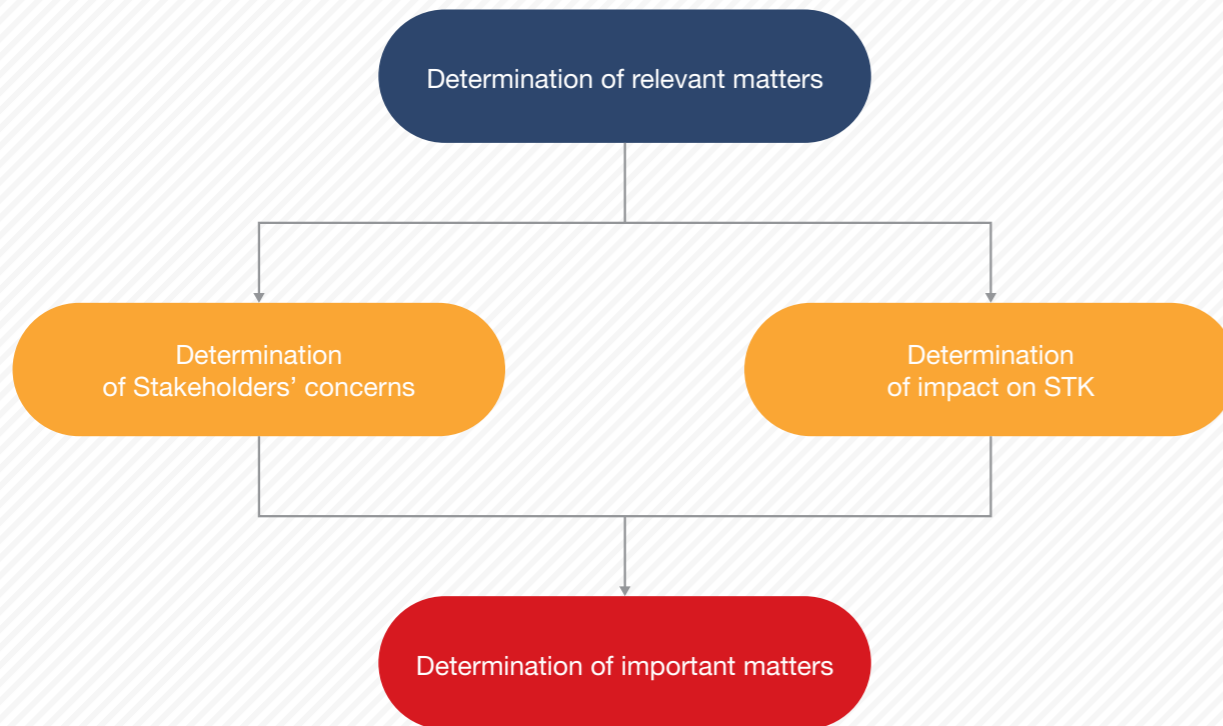 Determination of relevant matters
Determination
of Stakeholders’ concerns
Determination
of impact on STK
Determination of important matters